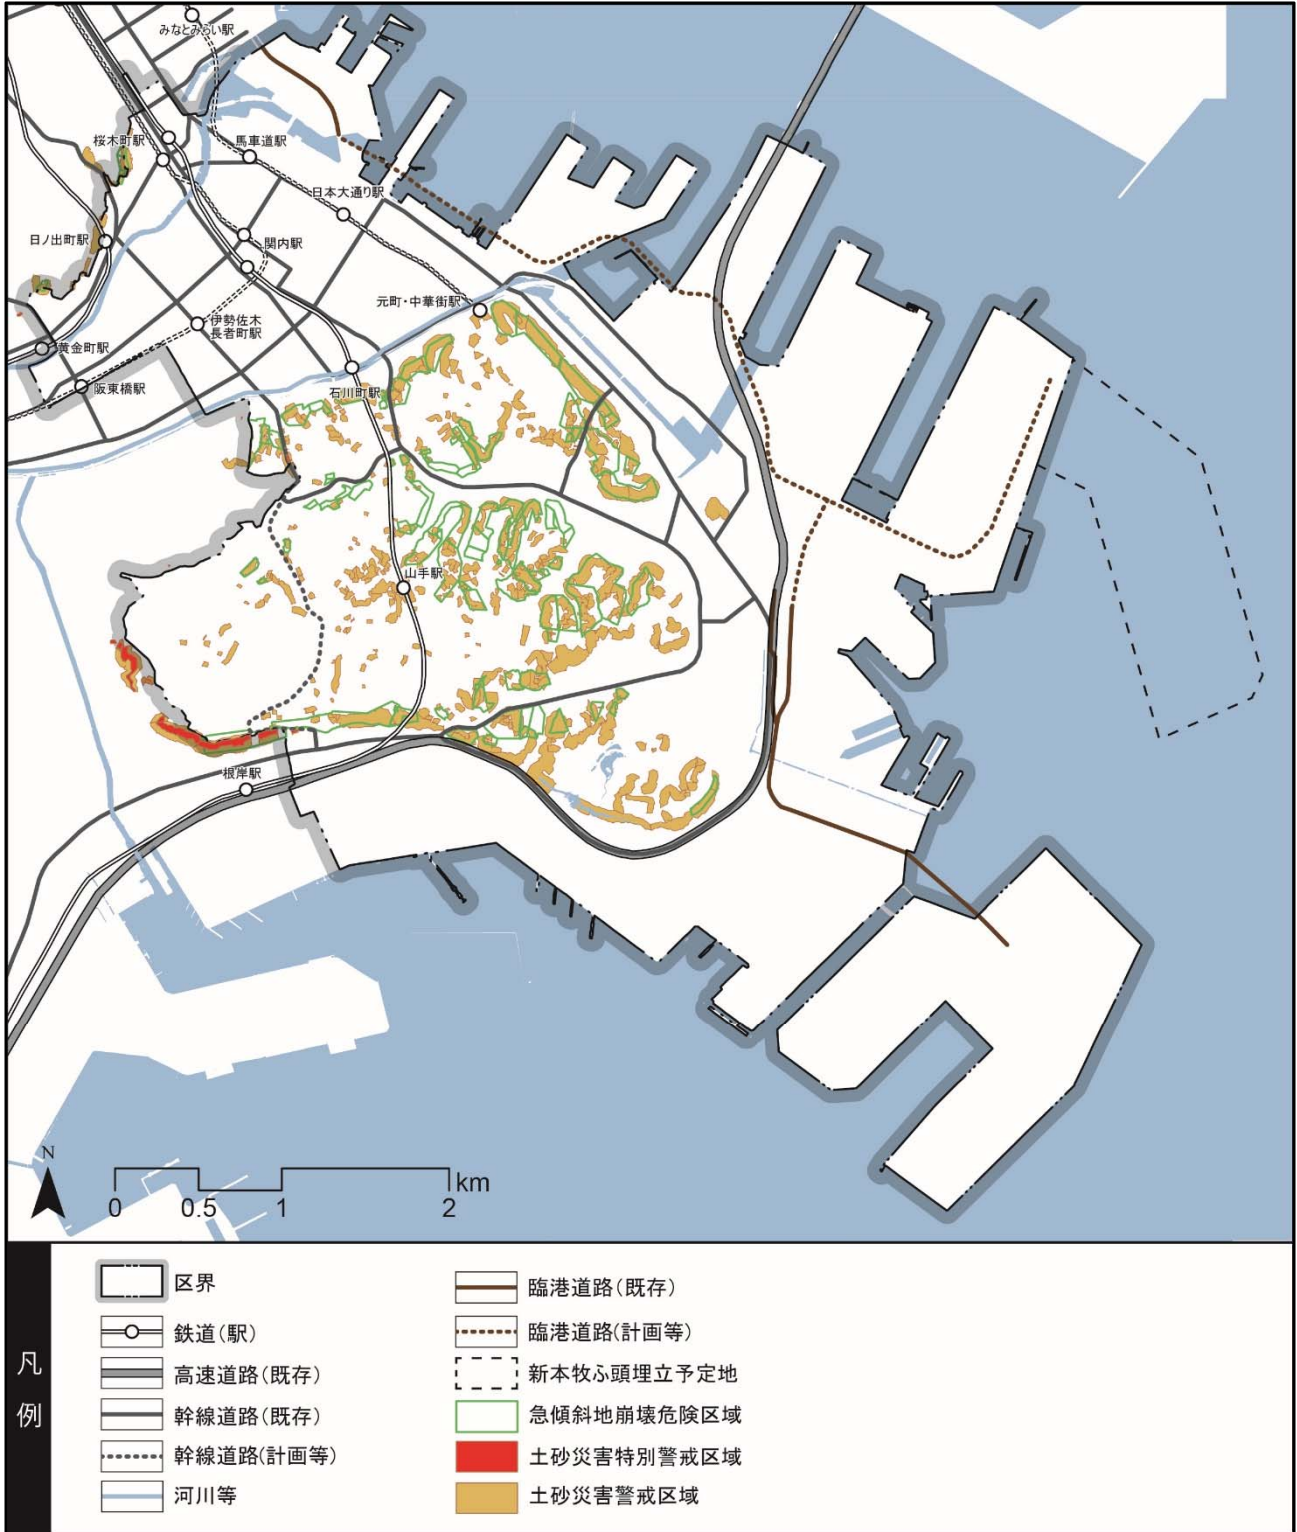 みなとみらい駅
桜木町駅
馬車道駅
日本大通り駅
日ノ出町駅
関内駅
元町・中華街駅
伊勢佐木
長者町駅
黄金町駅
阪東橋駅
石川町駅
山手駅
根岸駅
N
km
0
0.5
1
2
凡例
区界
鉄道(駅)
高速道路(既存)
幹線道路(既存)
幹線道路(計画等)
河川等
臨港道路(既存)
臨港道路(計画等)
新本牧ふ頭埋立予定地
急傾斜地崩壊危険区域
土砂災害特別警戒区域
土砂災害警戒区域